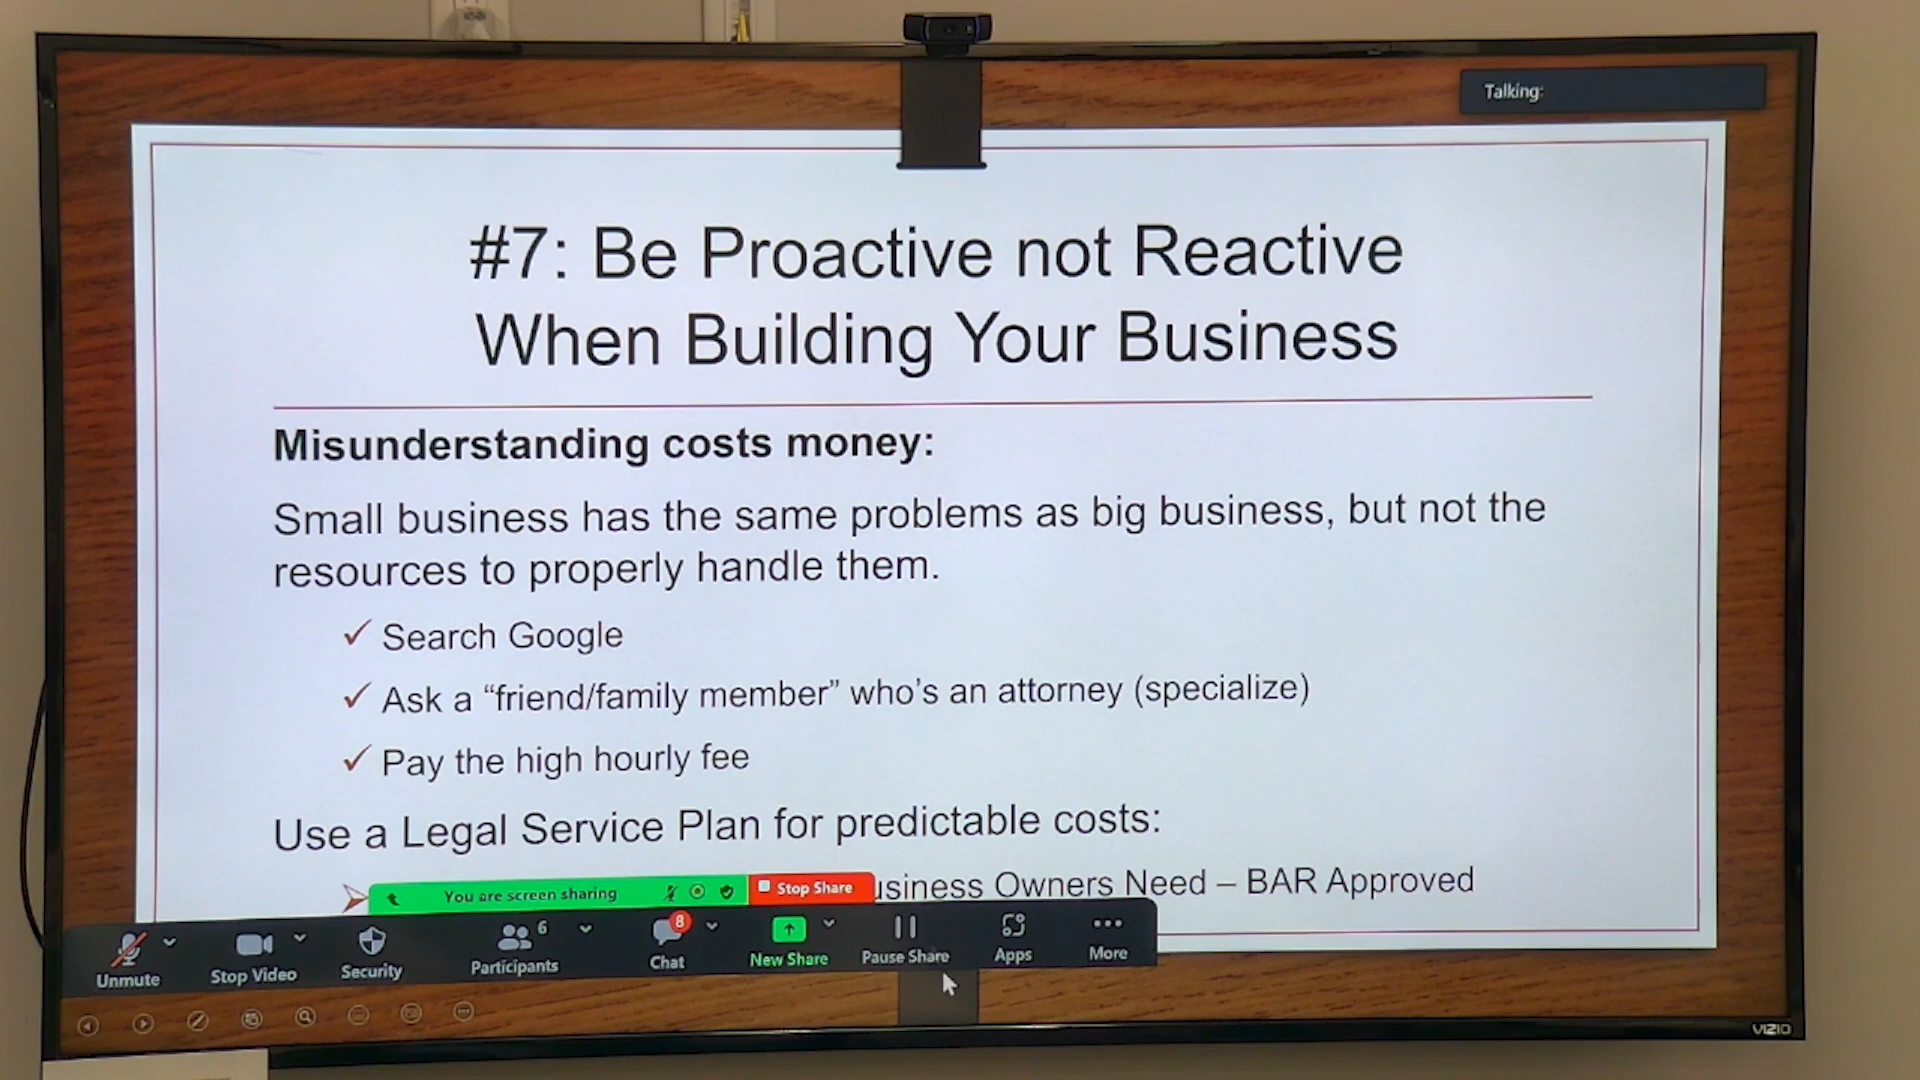 Talking:
#7: Be Proactive not Reactive
When Building Your Business
Misunderstanding costs money:
Small business has the same problems as big business, but not the
resources to properly handle them.
✓ Search Google
✓ Ask a “friend/family member” who’s an attorney (specialize)
✓ Pay the high hourly fee
Use a Legal Service Plan for predictable costs:
Owners Need – BAR Approved
You are screen sharing
Stop Share
Unmute
Stop Video
Security
6
Participants
8
Chat
New Share
Pause Share
Apps
More
VIZIO